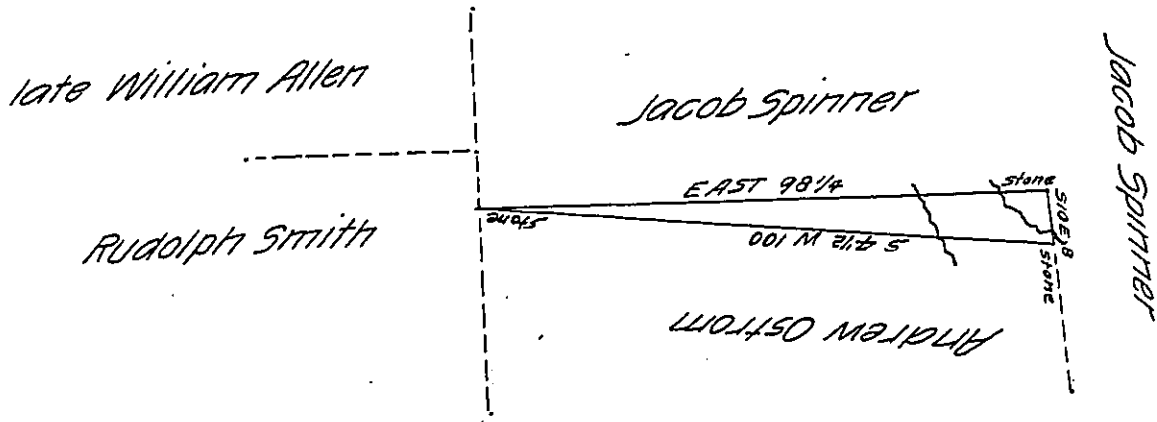 late William Allen
Jacob Spinner
Jacob Spinner
EAST 98 1/4
stone
S 10 E) 8
Rudolph Smith
stone
S 4 1/2 W 100
stone
Andrew Ostrom